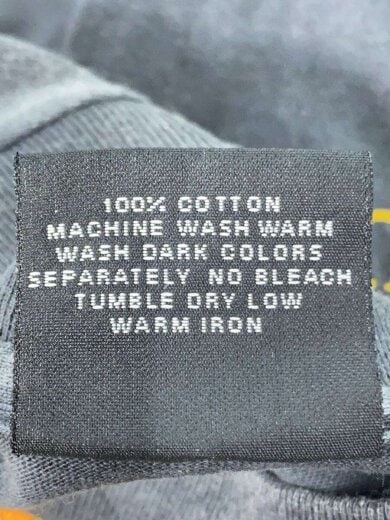 100% COTTON
MACHINE WASH WARM
WASH DARK COLORS
SEPARATELY NO BLEACH
TUMBLE DRY LOW
WARM IRON